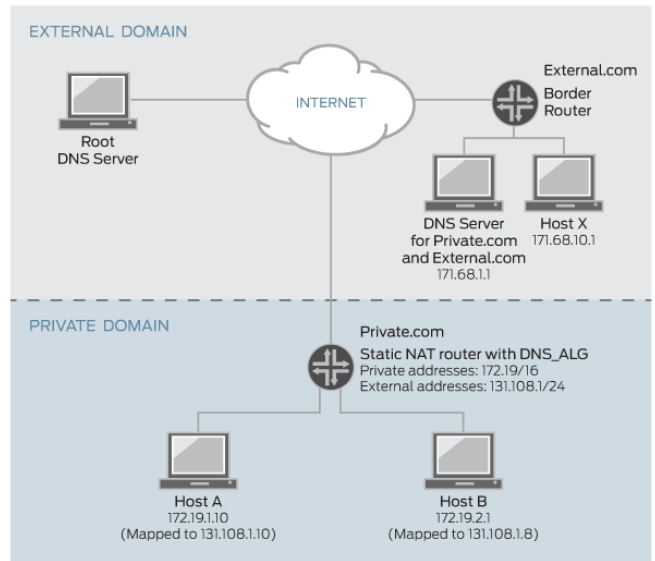 EXTERNAL DOMAIN
INTERNET
Root
DNS Server
External.com
Border
Router
DNS Server
for Private.com
and External.com
171.68.1.1
Host X
171.68.10.1
PRIVATE DOMAIN
Private.com
Static NAT router with DNS_ALG
Private addresses: 172.19/16
External addresses: 131.108.1/24
Host A
172.19.1.10
(Mapped to 131.108.1.10)
Host B
172.19.2.1
(Mapped to 131.108.1.8)